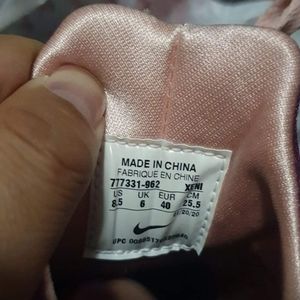 MADE IN CHINA
FABRIQUE EN CHINE
777331-962 XENI
US UK EUR CM
8.5 6 40 25.5
UPC